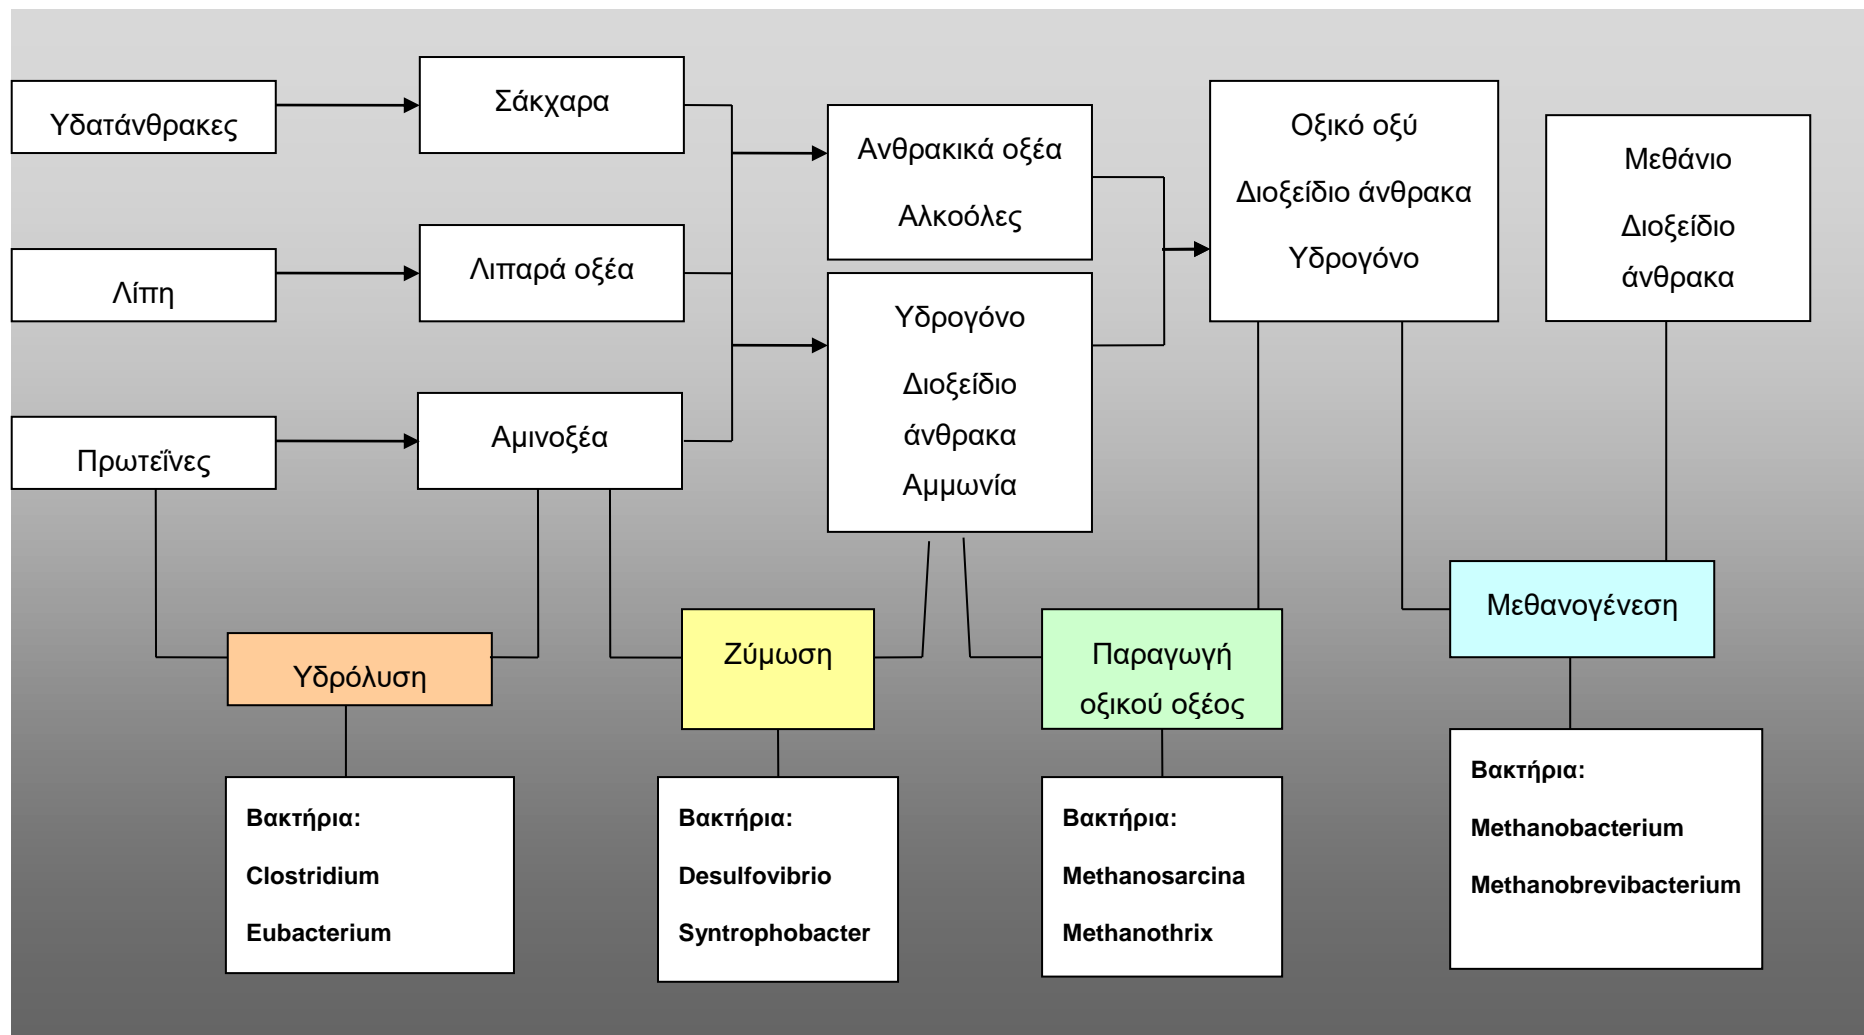 Υδατάνθρακες
Σάκχαρα
Λίπη
Λιπαρά οξέα
Πρωτεΐνες
Αμινοξέα
Ανθρακικά οξέα
Αλκοόλες
Υδρογόνο
Διοξείδιο
άνθρακα
Αμμωνία
Οξικό οξύ
Διοξείδιο άνθρακα
Υδρογόνο
Μεθάνιο
Διοξείδιο
άνθρακα
Υδρόλυση
Ζύμωση
Παραγωγή
οξικού οξέος
Μεθανογένεση
Βακτήρια:
Clostridium
Eubacterium
Βακτήρια:
Desulfovibrio
Syntrophobacter
Βακτήρια:
Methanosarcina
Methanothrix
Βακτήρια:
Methanobacterium
Methanobrevibacterium